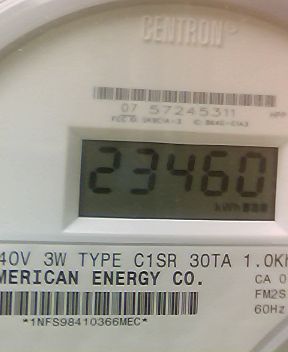 CENTRON
07 57245311
23460
kWh
40V 3W TYPE C1SR 30TA 1.0K
MERICAN ENERGY CO. CA 0
FM2S
60Hz
*1NFS98410366MEC*